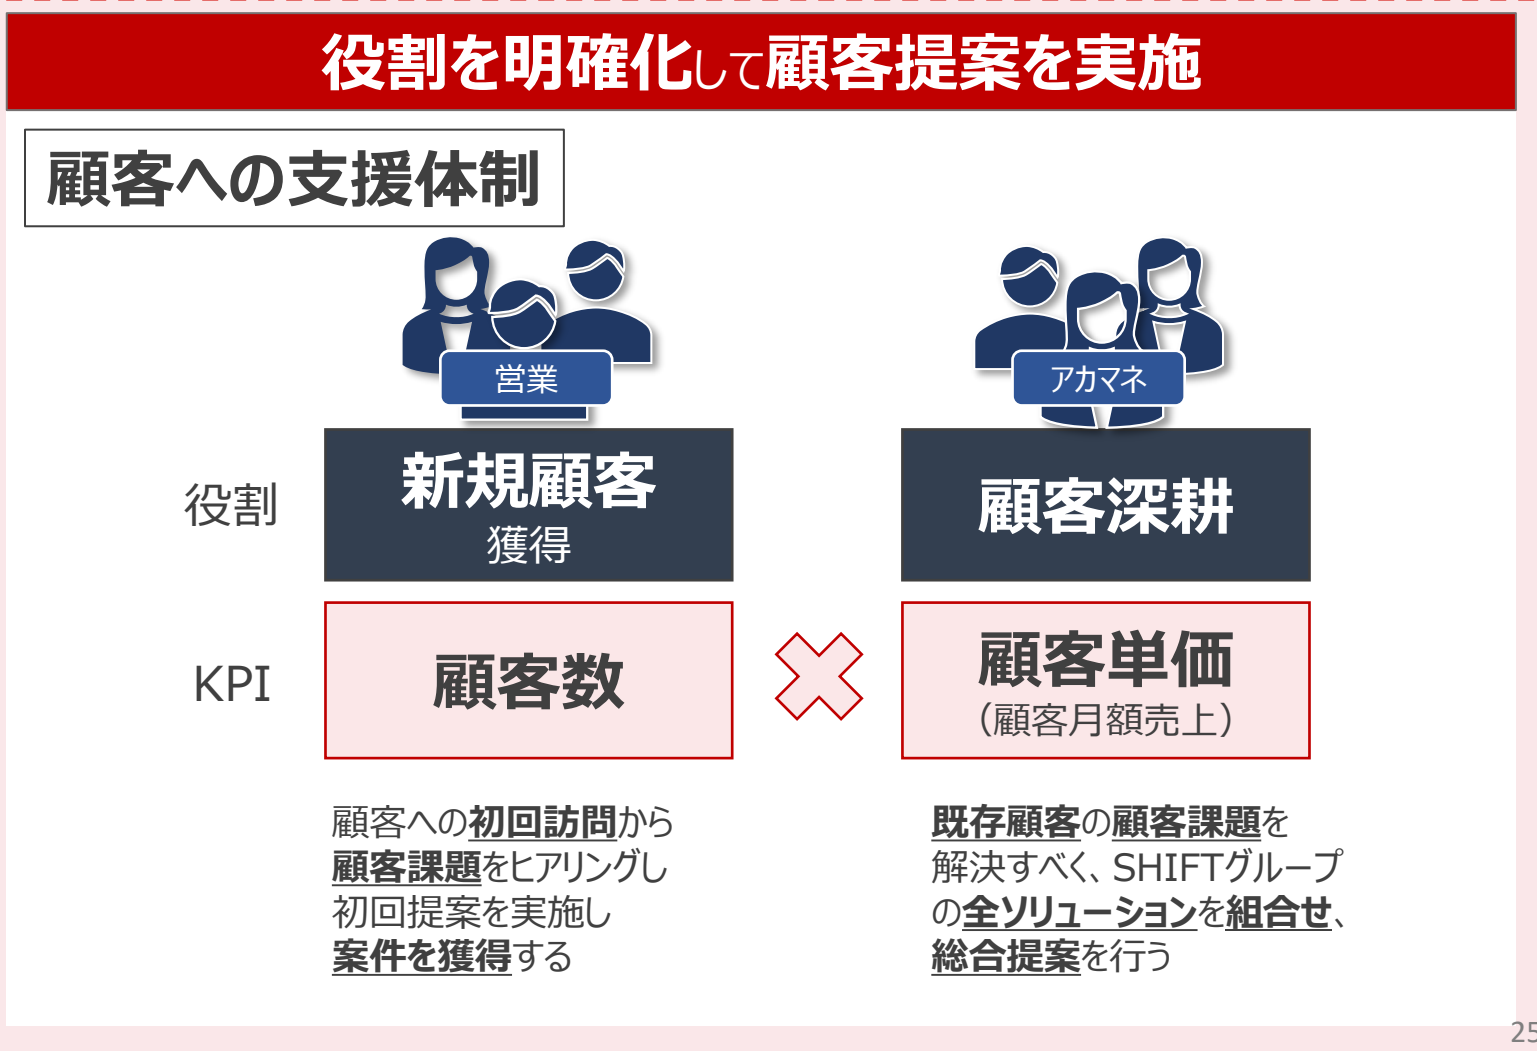 役割を明確化して顧客提案を実施
顧客への支援体制
営業
アカマネ
役割
新規顧客
獲得
顧客深耕
KPI
顧客数
顧客単価
（顧客月額売上）
顧客への初回訪問から
顧客課題をヒアリングし
初回提案を実施し
案件を獲得する
既存顧客の顧客課題を
解決すべく、SHIFTグループ
の全ソリューションを組合せ、
総合提案を行う
25